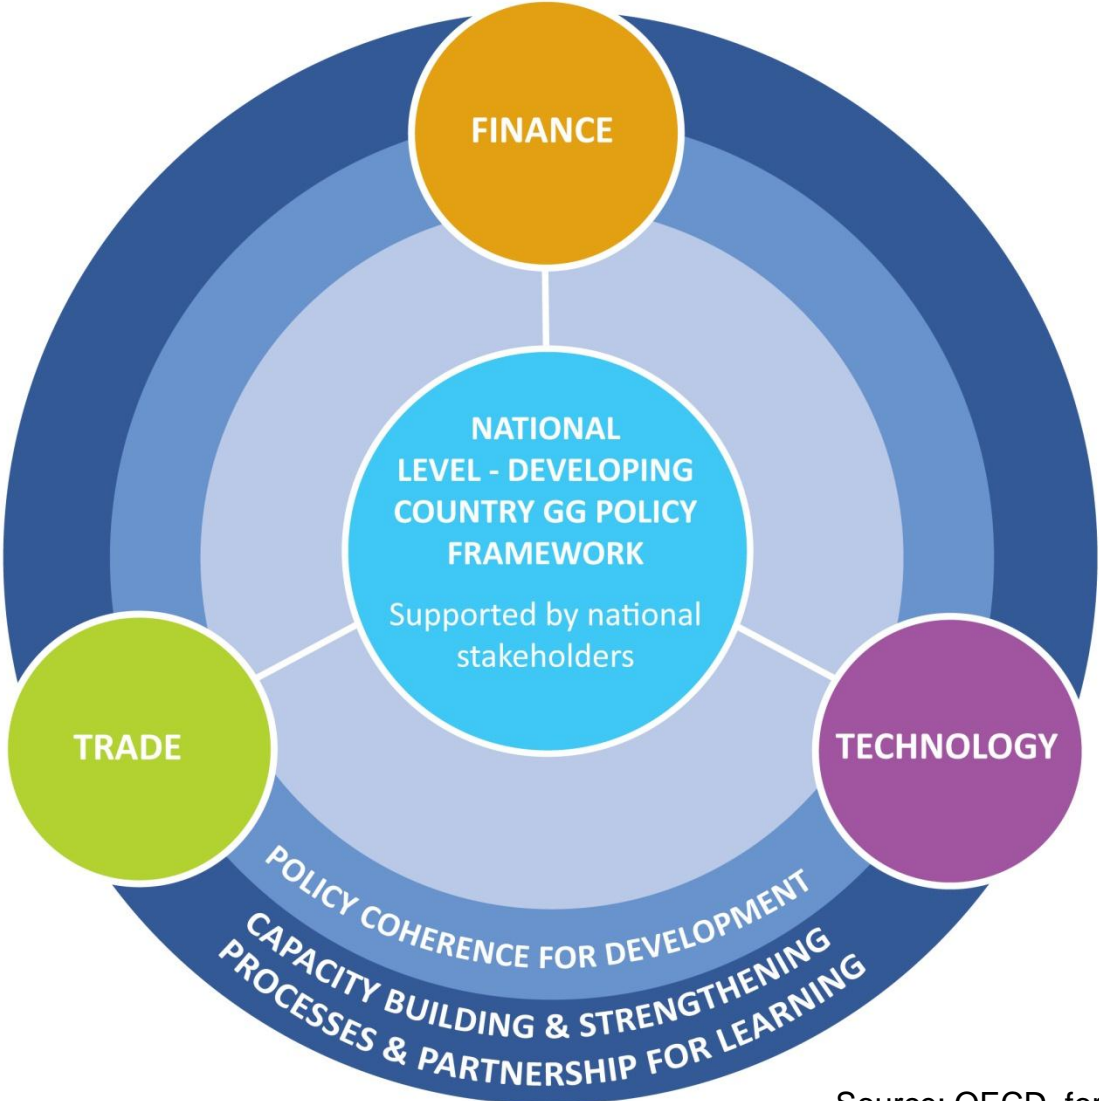 FINANCE
NATIONAL
LEVEL - DEVELOPING
COUNTRY GG POLICY
FRAMEWORK
Supported by national
stakeholders
TRADE
TECHNOLOGY
POLICY COHERENCE FOR DEVELOPMENT
CAPACITY BUILDING & STRENGTHENING
PROCESSES & PARTNERSHIP FOR LEARNING
Source: OECD, for